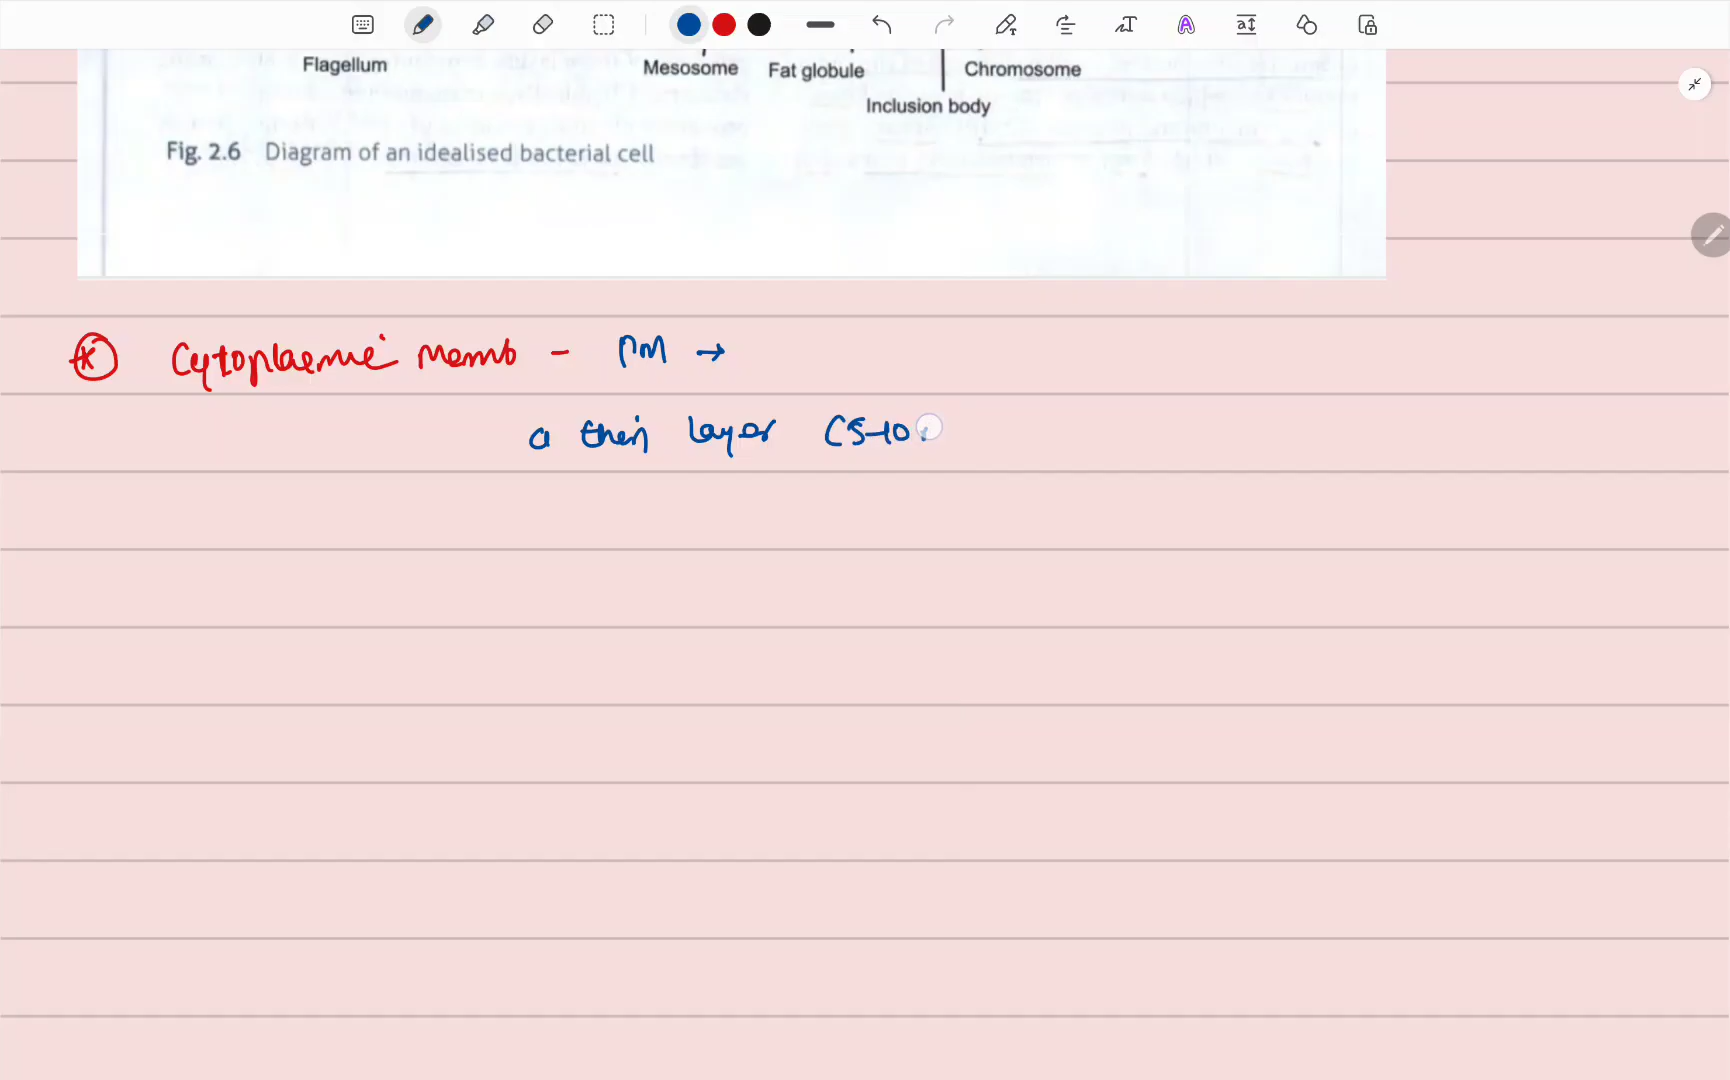 Flagellum
Mesosome Fat globule Chromosome
Inclusion body
Fig. 2.6 Diagram of an idealised bacterial cell
Cytoplasmic Memb - PM →
a thin layer (5-10